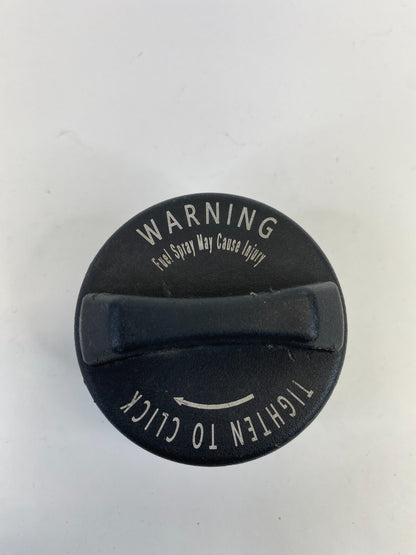 WARNING
Fuel Spray May Cause Injury
TIGHTEN TO CLICK